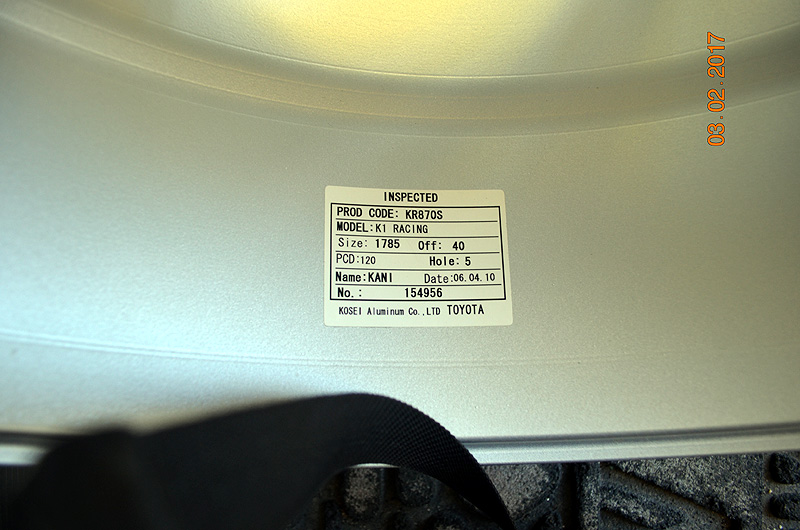 03.02.2017
INSPECTED
PROD CODE: KR870S
MODEL:K1 RACING
Size: 1785 Off: 40
PCD:120 Hole: 5
Name:KANI Date:06.04.10
No.: 154956
KOSEI Aluminum Co.,LTD TOYOTA